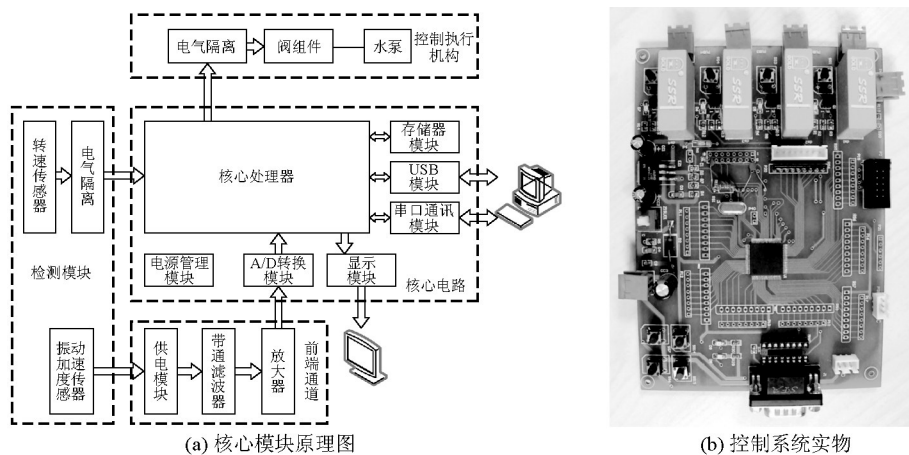 电气隔离
阀组件
水泵
控制执行
机构
转速传感器
电气隔离
检测模块
振动
加速
度传
感器
核心处理器
存储器
模块
USB
模块
串口通讯
模块
电源管理
模块
A/D转换
模块
显示
模块
核心电路
供电模块
带通滤波器
放大器
前端通道
SSR
SSR
SSR
SSR
(a) 核心模块原理图
(b) 控制系统实物